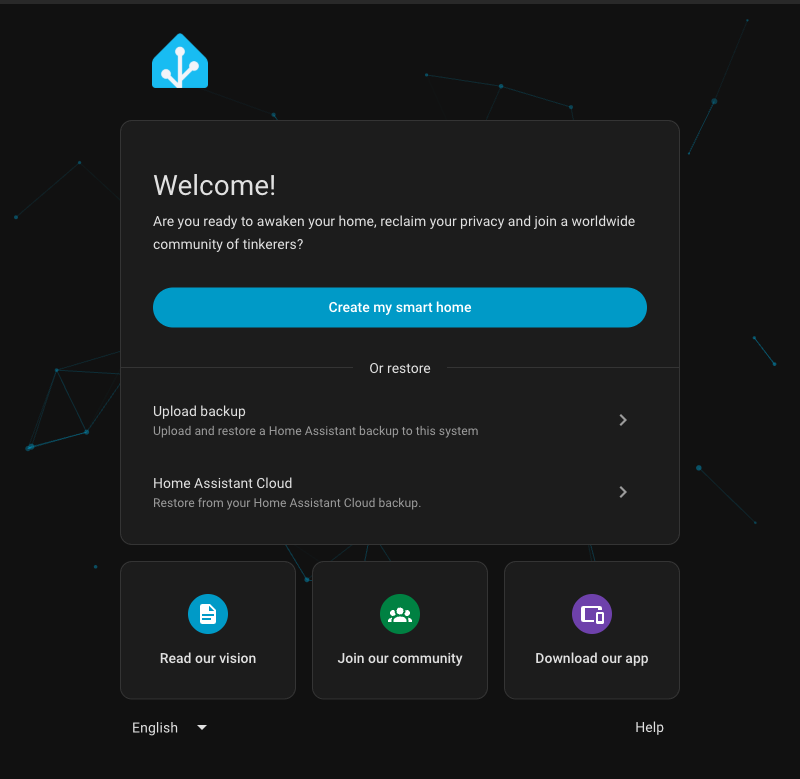 Welcome!
Are you ready to awaken your home, reclaim your privacy and join a worldwide
community of tinkerers?
Create my smart home
Or restore
Upload backup
Upload and restore a Home Assistant backup to this system
Home Assistant Cloud
Restore from your Home Assistant Cloud backup.
Read our vision
Join our community
Download our app
English
Help